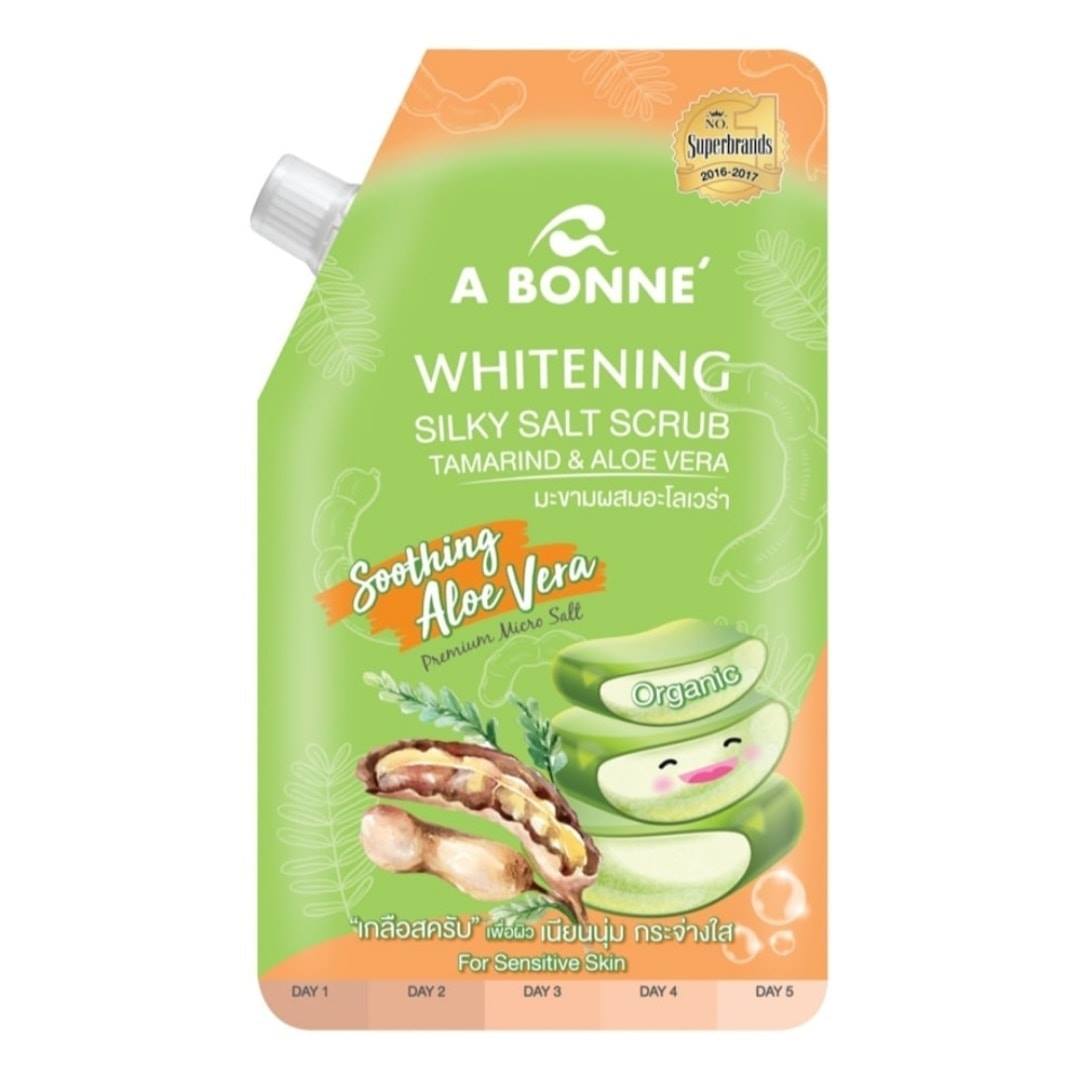 NO. 1
Superbrands
2016-2017
A BONNÉ
WHITENING
SILKY SALT SCRUB
TAMARIND & ALOE VERA
มะขามผสมอะโลเวร่า
Soothing
Aloe Vera
Premium Micro Salt
Organic
“เกลือสครับ” เพื่อผิว เนียนนุ่ม กระจ่างใส
For Sensitive Skin
DAY 1 DAY 2 DAY 3 DAY 4 DAY 5